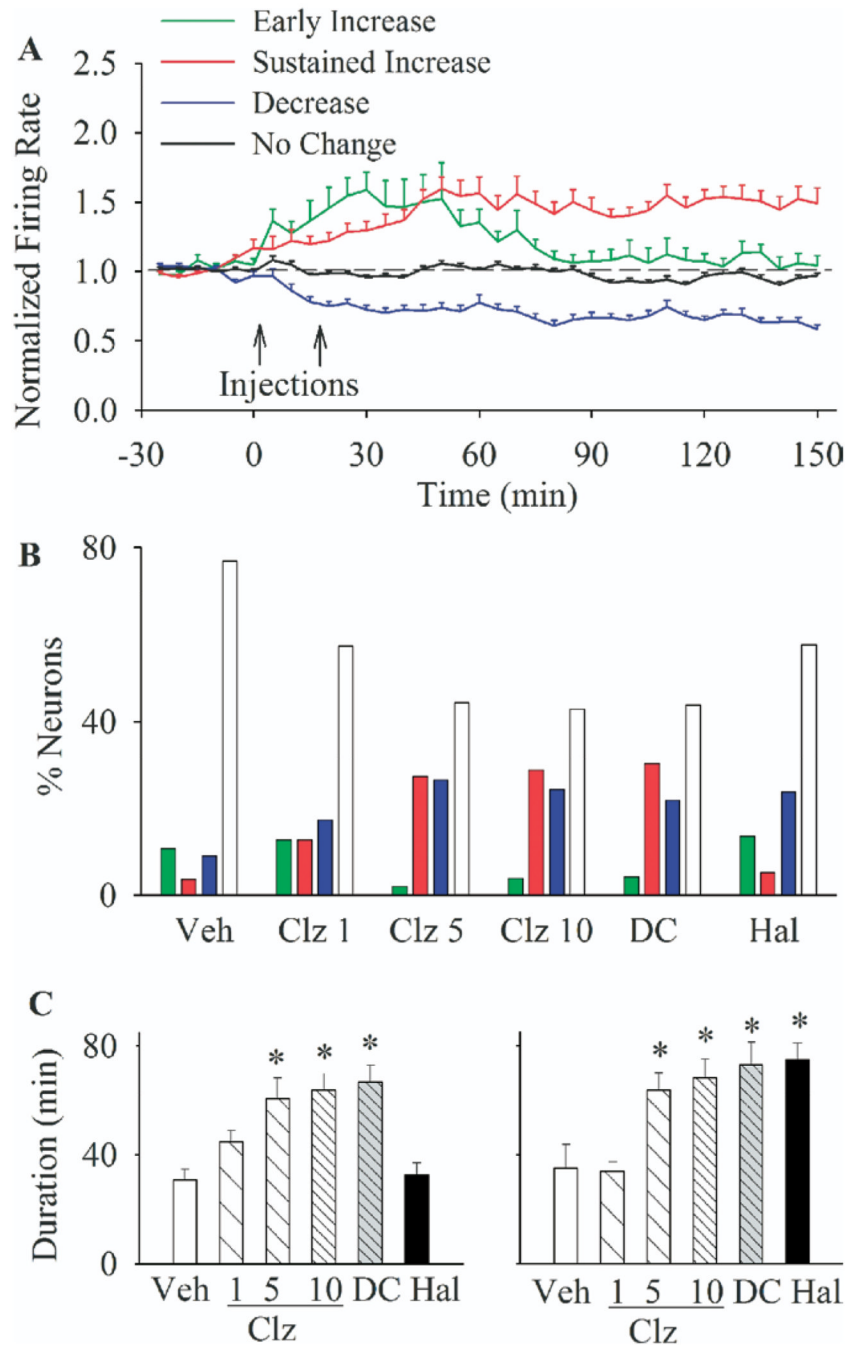 Early Increase
A
2.5
Sustained Increase
Decrease
2.0
No Change
Normalized Firing Rate
1.5
1.0
0.5
Injections
0.0
-30 0 30 60 90 120 150
Time (min)
B
80
% Neurons
40
0
Veh Clz 1 Clz 5 Clz 10 DC Hal
C
80
* * *
* * * *
Duration (min)
40
0
Veh 1 5 10 DC Hal
Clz
Veh 1 5 10 DC Hal
Clz